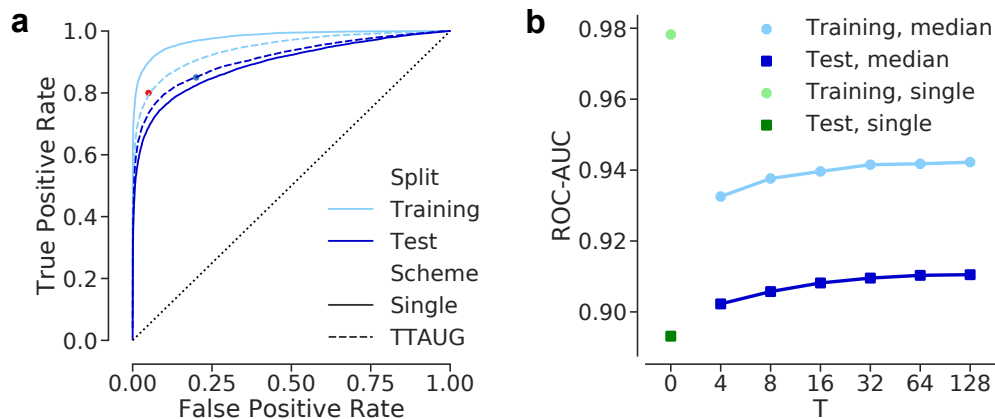 a
True Positive Rate
1.0
0.8
0.6
0.4
0.2
0.0
0.00 0.25 0.50 0.75 1.00
False Positive Rate
Split
Training
Test
Scheme
Single
TTAUG
b
ROC-AUC
0.98
0.96
0.94
0.92
0.90
0 4 8 16 32 64 128
T
Training, median
Test, median
Training, single
Test, single